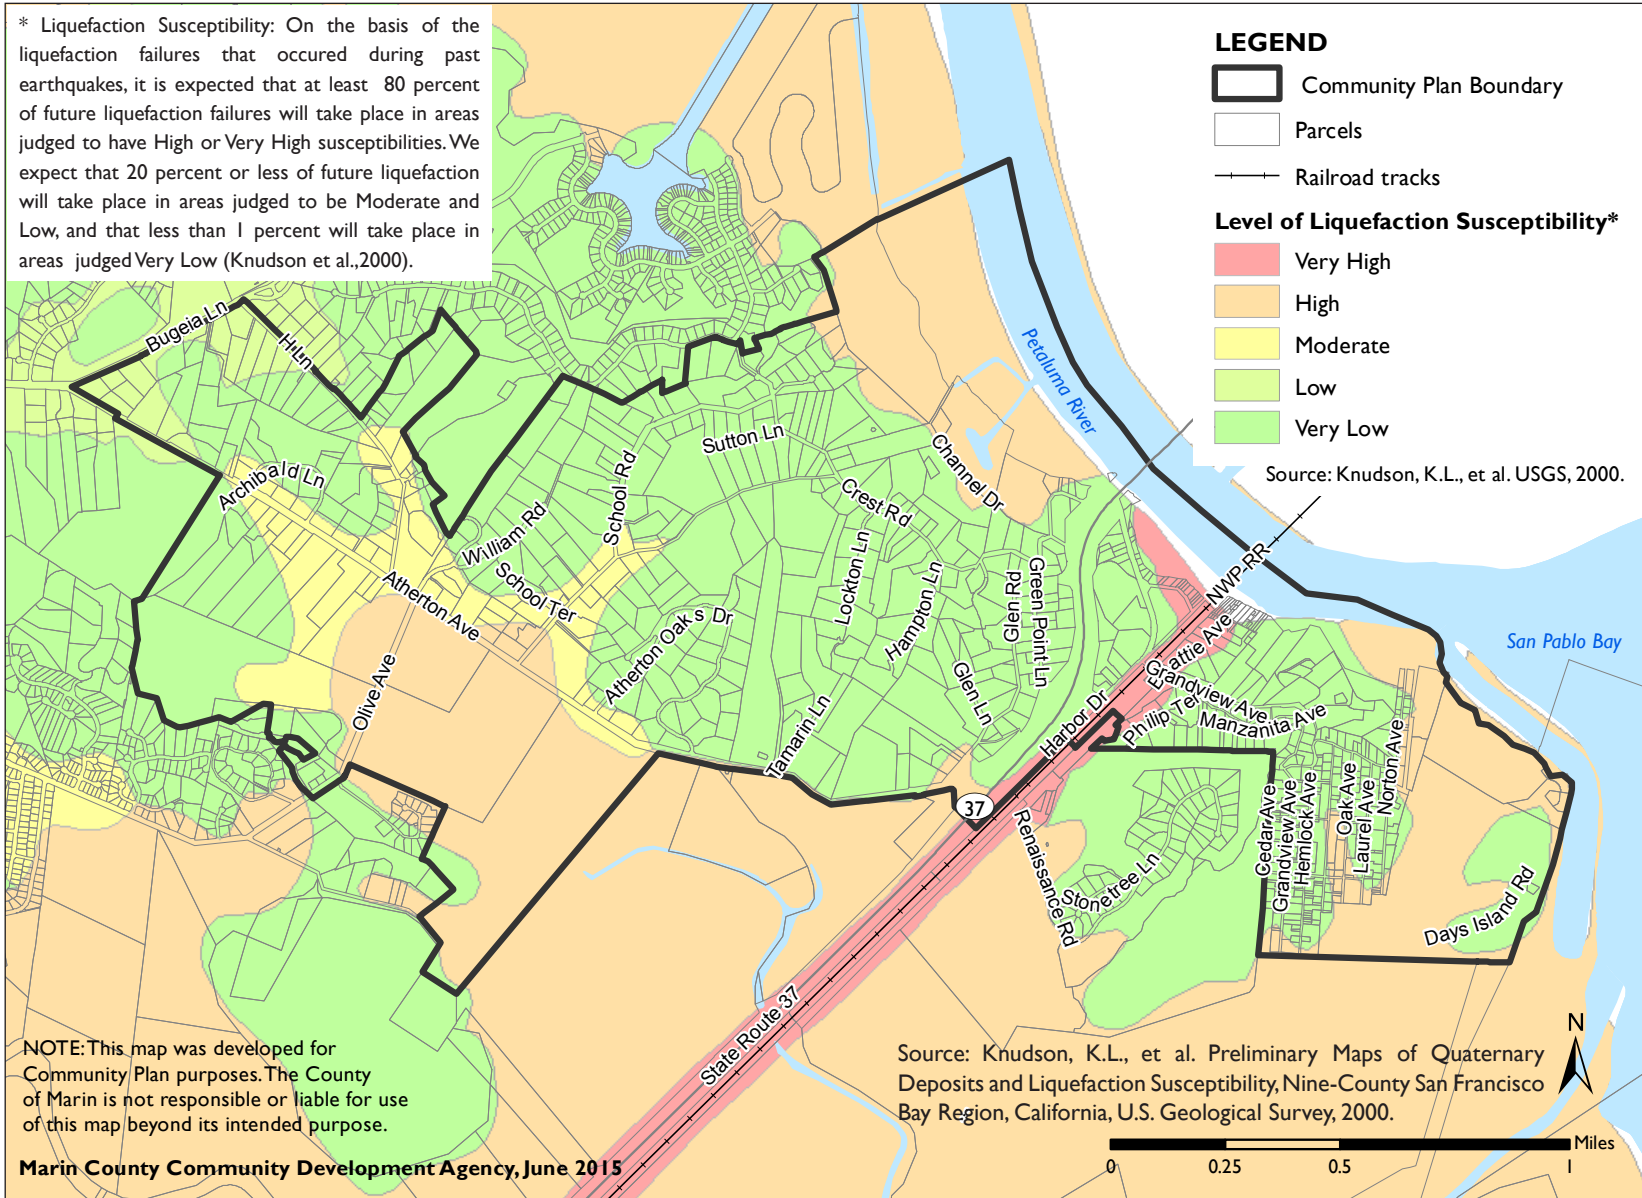 * Liquefaction Susceptibility: On the basis of the
liquefaction failures that occured during past
earthquakes, it is expected that at least 80 percent
of future liquefaction failures will take place in areas
judged to have High or Very High susceptibilities. We
expect that 20 percent or less of future liquefaction
will take place in areas judged to be Moderate and
Low, and that less than 1 percent will take place in
areas judged Very Low (Knudson et al.,2000).
LEGEND
Community Plan Boundary
Parcels
Railroad tracks
Level of Liquefaction Susceptibility*
Very High
High
Moderate
Low
Very Low
Source: Knudson, K.L., et al. USGS, 2000.
Bugeia Ln
H Ln
Petaluma River
Archibald Ln
Sutton Ln
School Rd
Channel Dr
Crest Rd
William Rd
School Ter
Atherton Ave
Lockton Ln
Hampton Ln
Glen Rd
Green Point Ln
NWP-RR
Atherton Oaks Dr
Olive Ave
Glen Ln
Tamarin Ln
Harbor Dr
Beattie Ave
Grandview Ave
Philip Ter
Manzanita Ave
San Pablo Bay
37
Renaissance Rd
Stonetree Ln
Cedar Ave
Grandview Ave
Hemlock Ave
Oak Ave
Laurel Ave
Norton Ave
Days Island Rd
State Route 37
NOTE: This map was developed for
Community Plan purposes. The County
of Marin is not responsible or liable for use
of this map beyond its intended purpose.
Marin County Community Development Agency, June 2015
Source: Knudson, K.L., et al. Preliminary Maps of Quaternary
Deposits and Liquefaction Susceptibility, Nine-County San Francisco
Bay Region, California, U.S. Geological Survey, 2000.
N
Miles
0 0.25 0.5 1